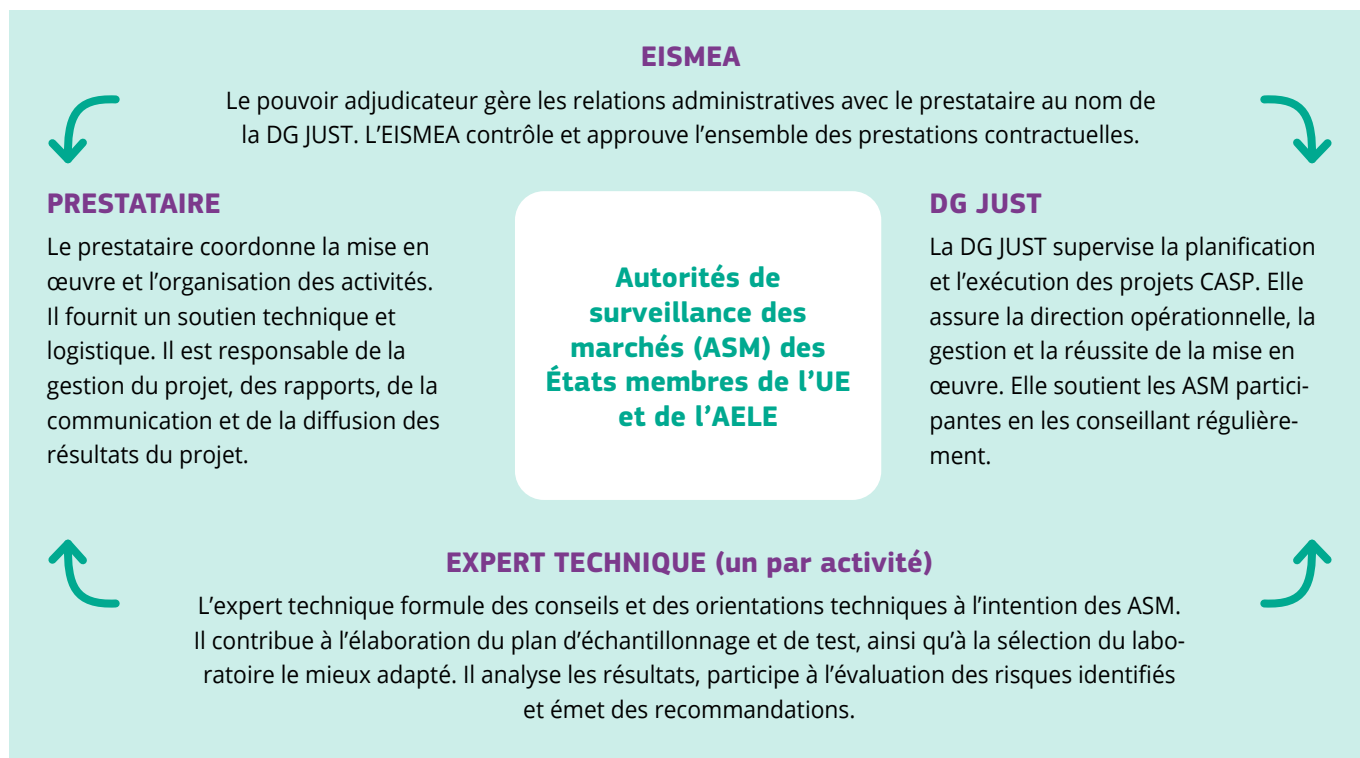 EISMEA
Le pouvoir adjudicateur gère les relations administratives avec le prestataire au nom de
la DG JUST. L’EISMEA contrôle et approuve l’ensemble des prestations contractuelles.
PRESTATAIRE
Le prestataire coordonne la mise en
œuvre et l’organisation des activités.
Il fournit un soutien technique et
logistique. Il est responsable de la
gestion du projet, des rapports, de la
communication et de la diffusion des
résultats du projet.
Autorités de
surveillance des
marchés (ASM) des
États membres de l’UE
et de l’AELE
DG JUST
La DG JUST supervise la planification
et l’exécution des projets CASP. Elle
assure la direction opérationnelle, la
gestion et la réussite de la mise en
œuvre. Elle soutient les ASM partici-
pantes en les conseillant régulière-
ment.
EXPERT TECHNIQUE (un par activité)
L’expert technique formule des conseils et des orientations techniques à l’intention des ASM.
Il contribue à l’élaboration du plan d’échantillonnage et de test, ainsi qu’à la sélection du labo-
ratoire le mieux adapté. Il analyse les résultats, participe à l’évaluation des risques identifiés
et émet des recommandations.